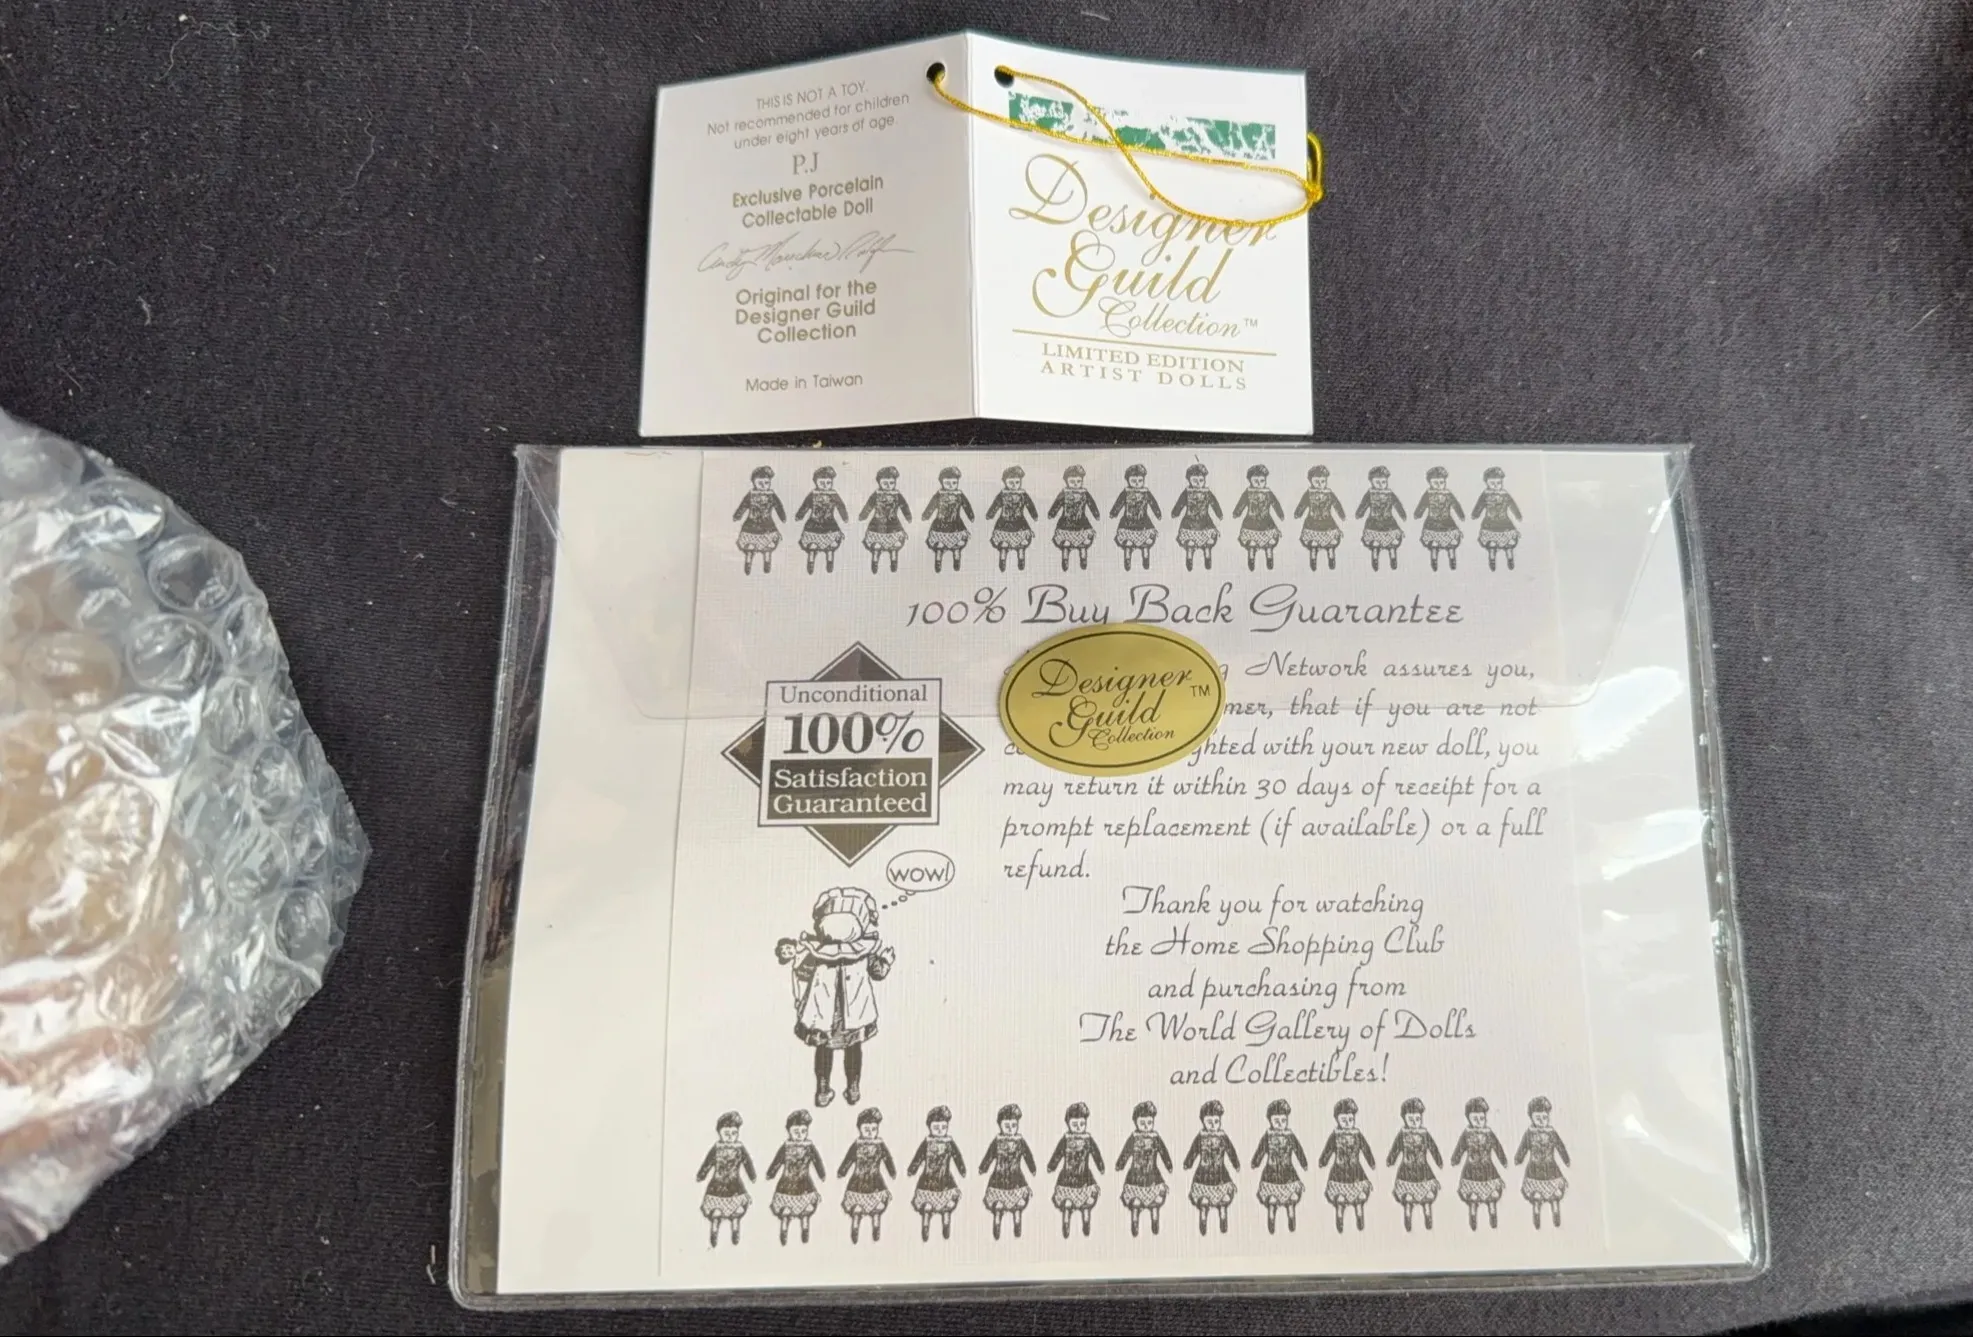 THIS IS NOT A TOY.
Not recommended for children
under eight years of age.
P.J
Exclusive Porcelain
Collectable Doll
Original for the
Designer Guild
Collection
Made in Taiwan
Designer
Guild
Collection™
LIMITED EDITION
ARTIST DOLLS
100% Buy Back Guarantee
Unconditional
100%
Satisfaction
Guaranteed
WOW!
Designer
Guild
Collection
TM
Network assures you,
that if you are not
with your new doll, you
may return it within 30 days of receipt for a
prompt replacement (if available) or a full
refund.
Thank you for watching
the Home Shopping Club
and purchasing from
The World Gallery of Dolls
and Collectibles!